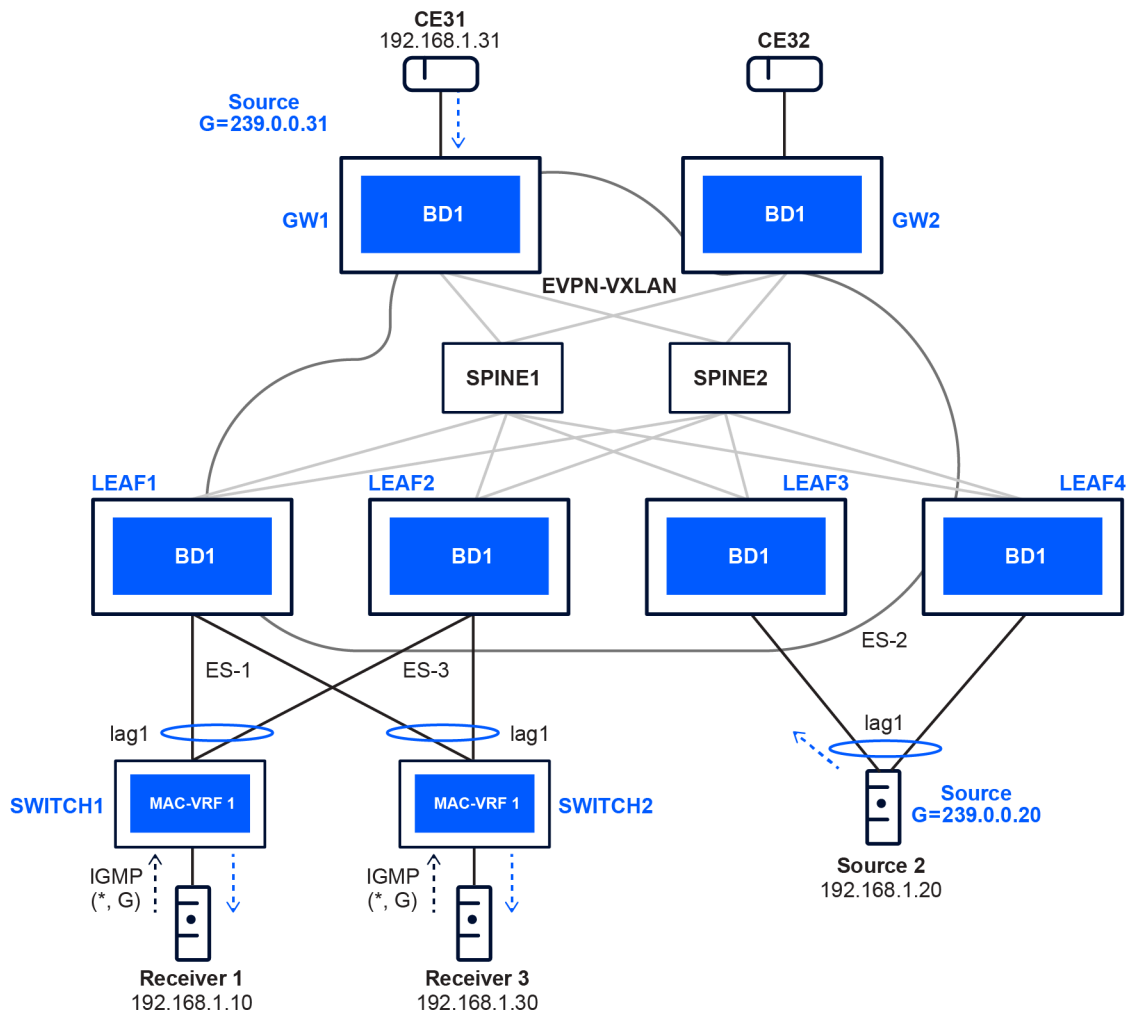 CE31
192.168.1.31
CE32
Source
G=239.0.0.31
GW1
BD1
BD1
GW2
EVPN-VXLAN
SPINE1
SPINE2
LEAF1
LEAF2
LEAF3
LEAF4
BD1
BD1
BD1
BD1
ES-1
ES-3
ES-2
lag1
lag1
lag1
SWITCH1
MAC-VRF 1
MAC-VRF 1
SWITCH2
Source
G=239.0.0.20
IGMP
(*, G)
IGMP
(*, G)
Source 2
192.168.1.20
Receiver 1
192.168.1.10
Receiver 3
192.168.1.30